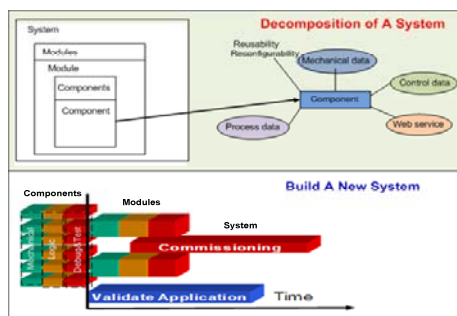 System
Decomposition of A System
Modules
Module
Components
Component
Reusability
Resonfigurability
Mechanical data
Control data
Component
Process data
Web service
Build A New System
Components
Modules
System
Mechanical
Logic
Debug&Test
Commissioning
Validate Application
Time